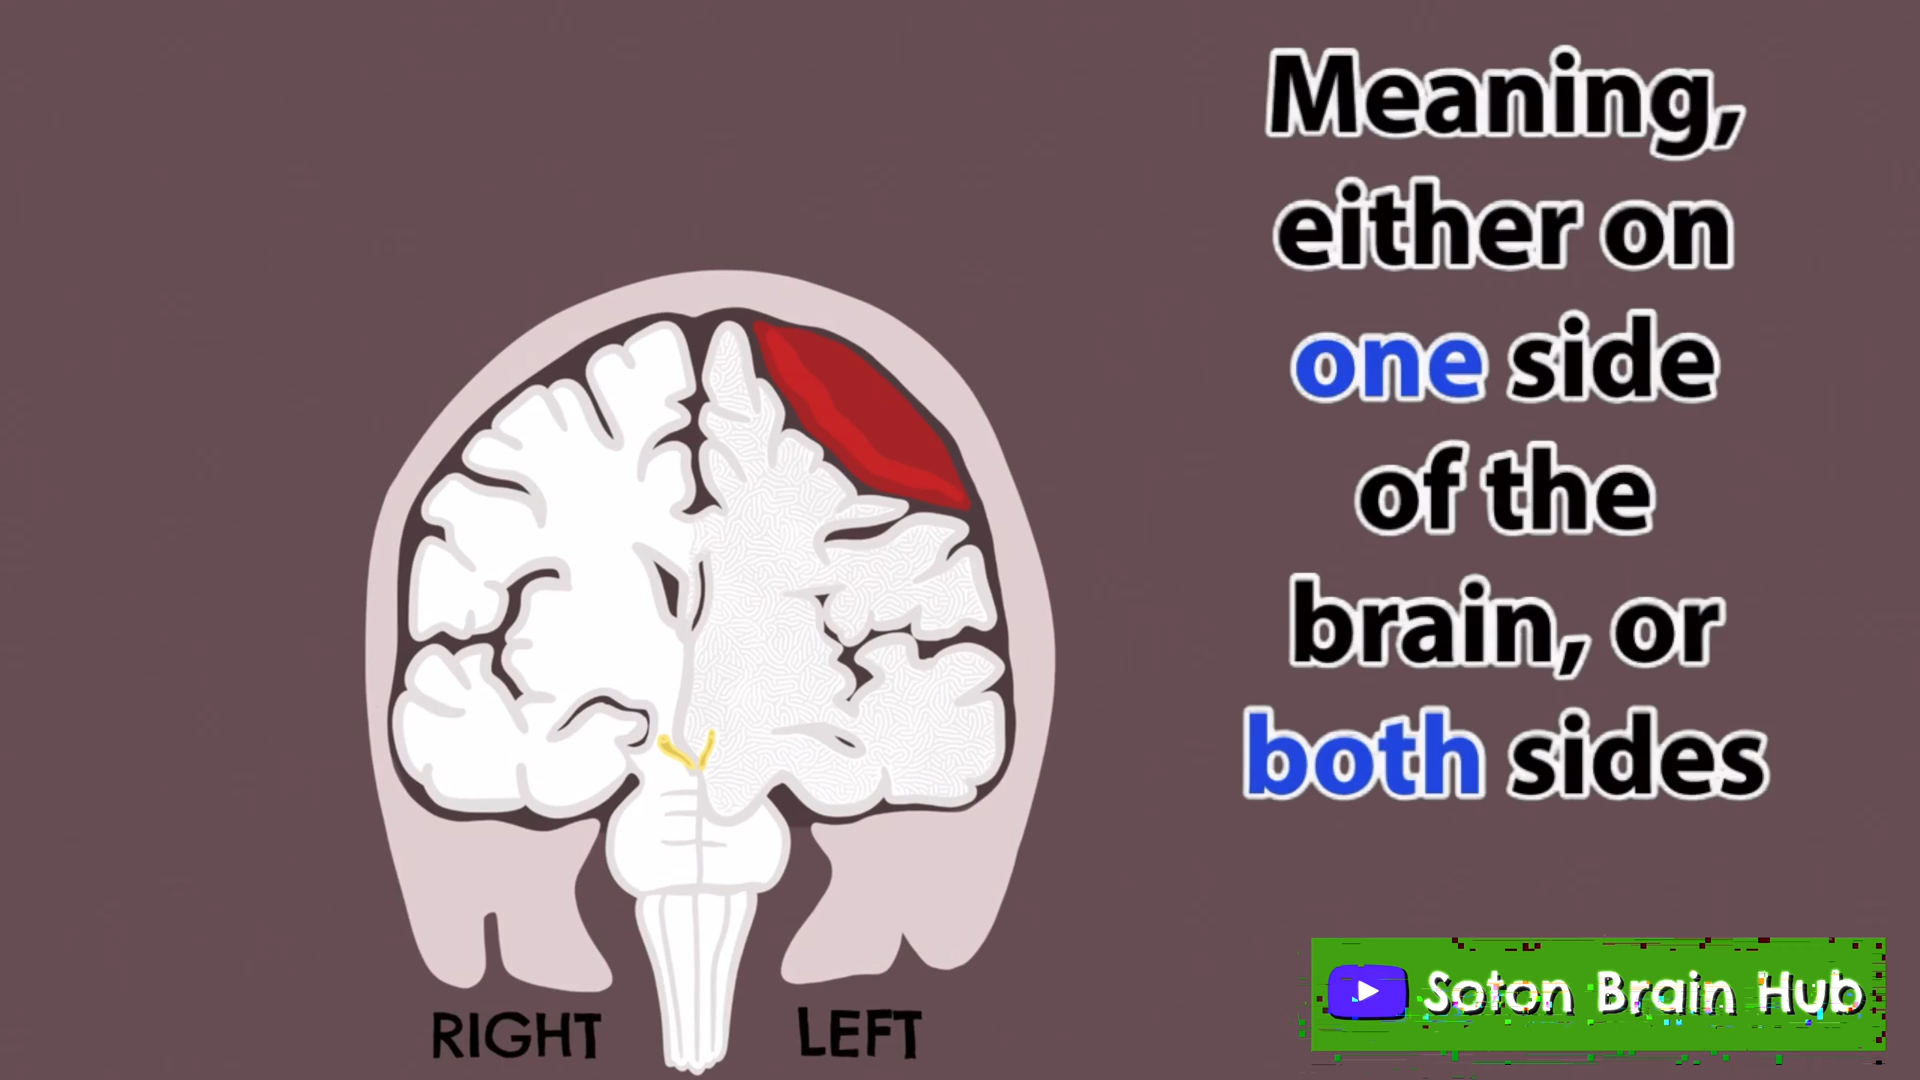 Meaning,
either on
one side
of the
brain, or
both sides
RIGHT
LEFT
Soton Brain Hub